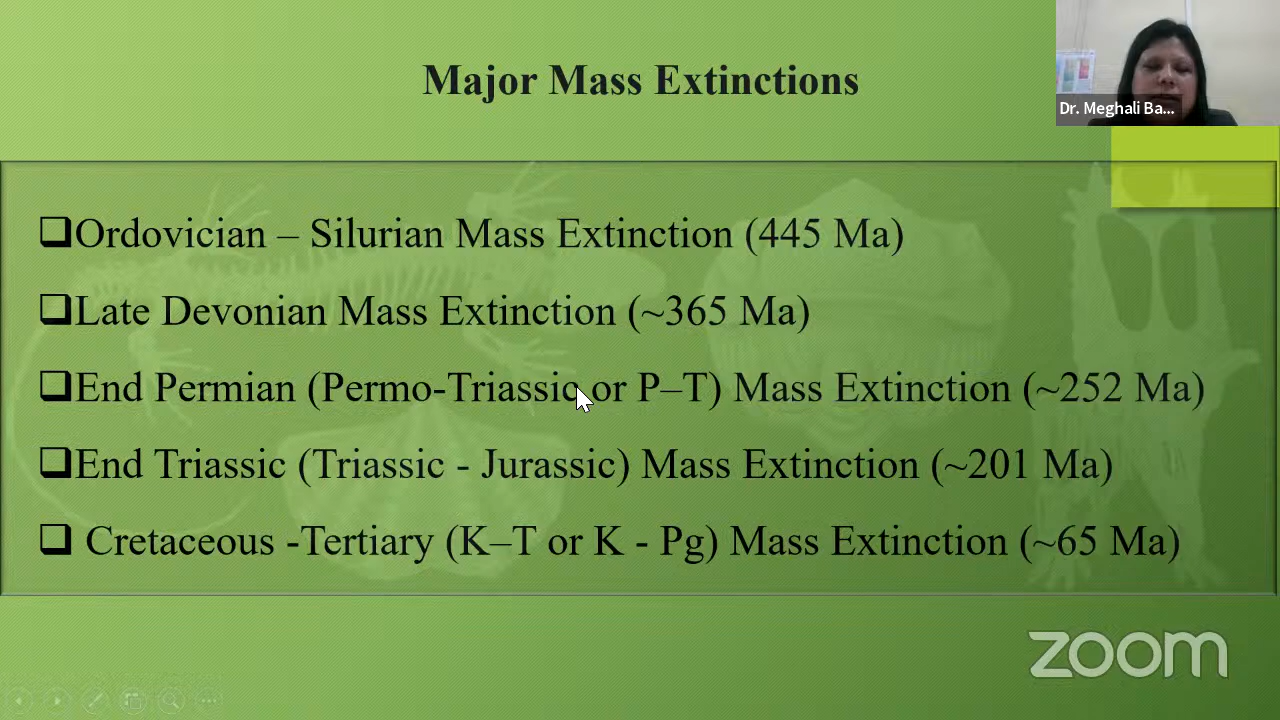 Major Mass Extinctions
Dr. Meghali Ba...
Ordovician – Silurian Mass Extinction (445 Ma)
Late Devonian Mass Extinction (~365 Ma)
End Permian (Permo-Triassic or P–T) Mass Extinction (~252 Ma)
End Triassic (Triassic - Jurassic) Mass Extinction (~201 Ma)
Cretaceous -Tertiary (K–T or K - Pg) Mass Extinction (~65 Ma)
zoom